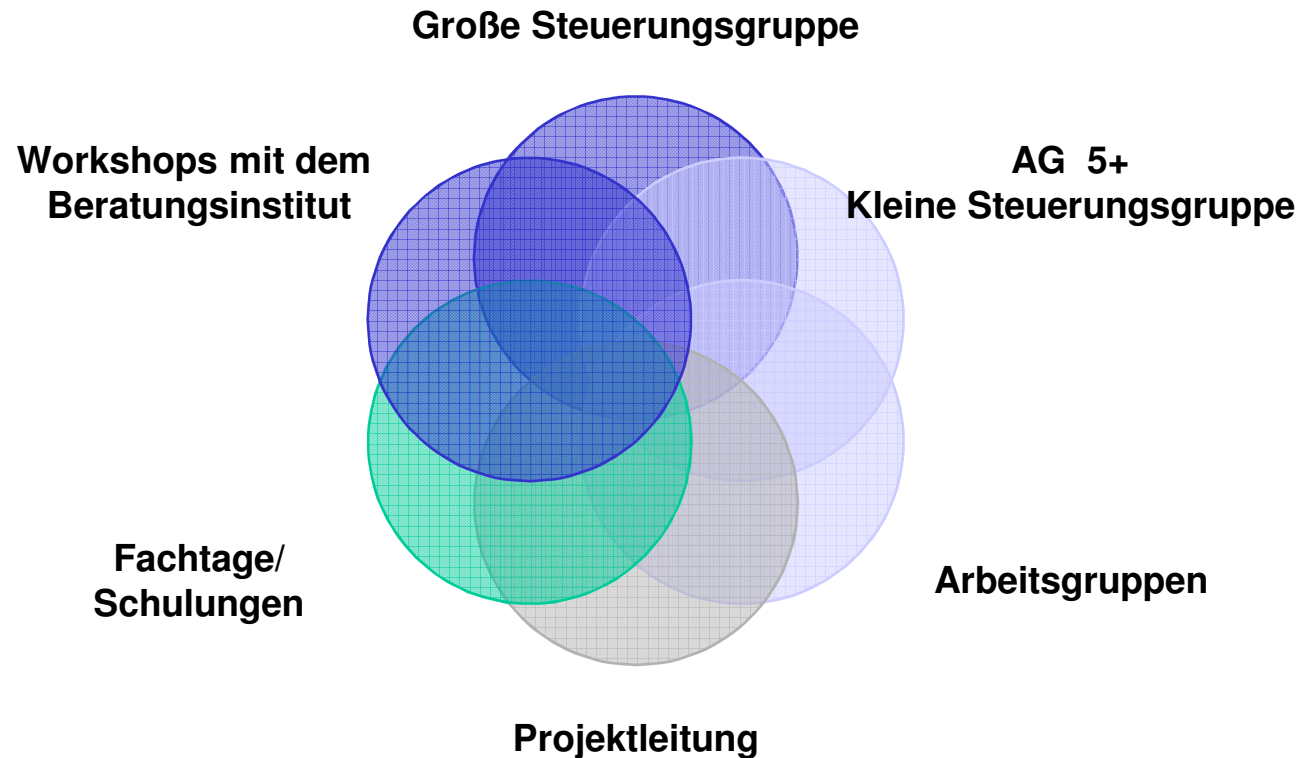 Große Steuerungsgruppe
Workshops mit dem
Beratungsinstitut
AG  5+
Kleine Steuerungsgruppe
Fachtage/
Schulungen
Arbeitsgruppen
Projektleitung